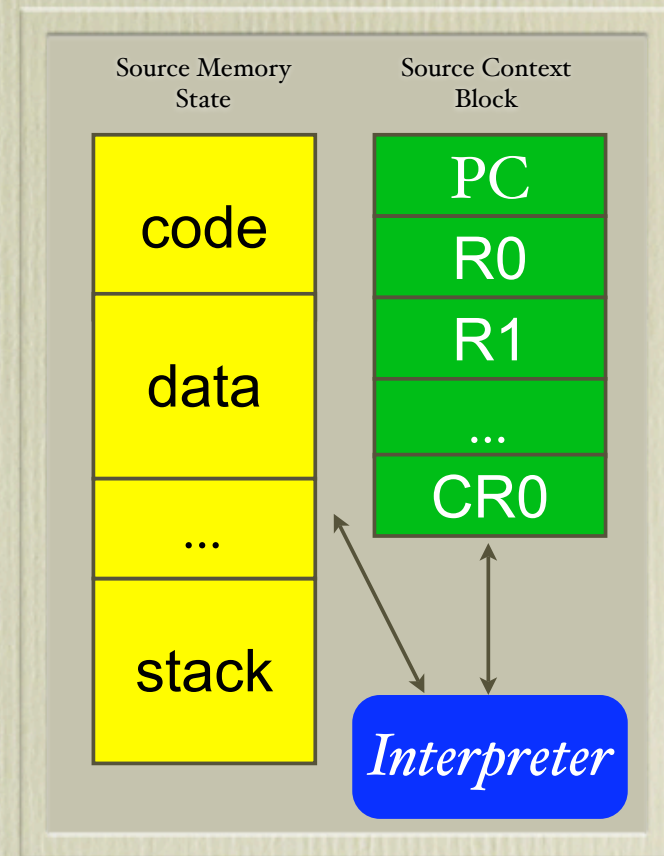 Source Memory
State
Source Context
Block
code
data
...
stack
PC
R0
R1
...
CR0
Interpreter